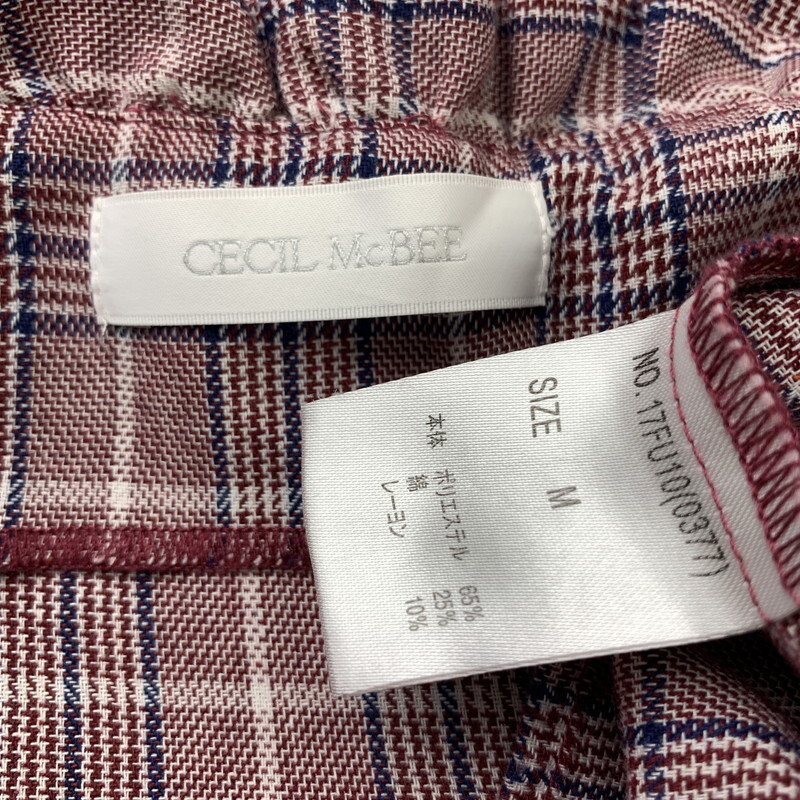 CECIL McBEE
NO. 17FU10(0377)
SIZE M
本体 ポリエステル 65%
綿 25%
レーヨン 10%